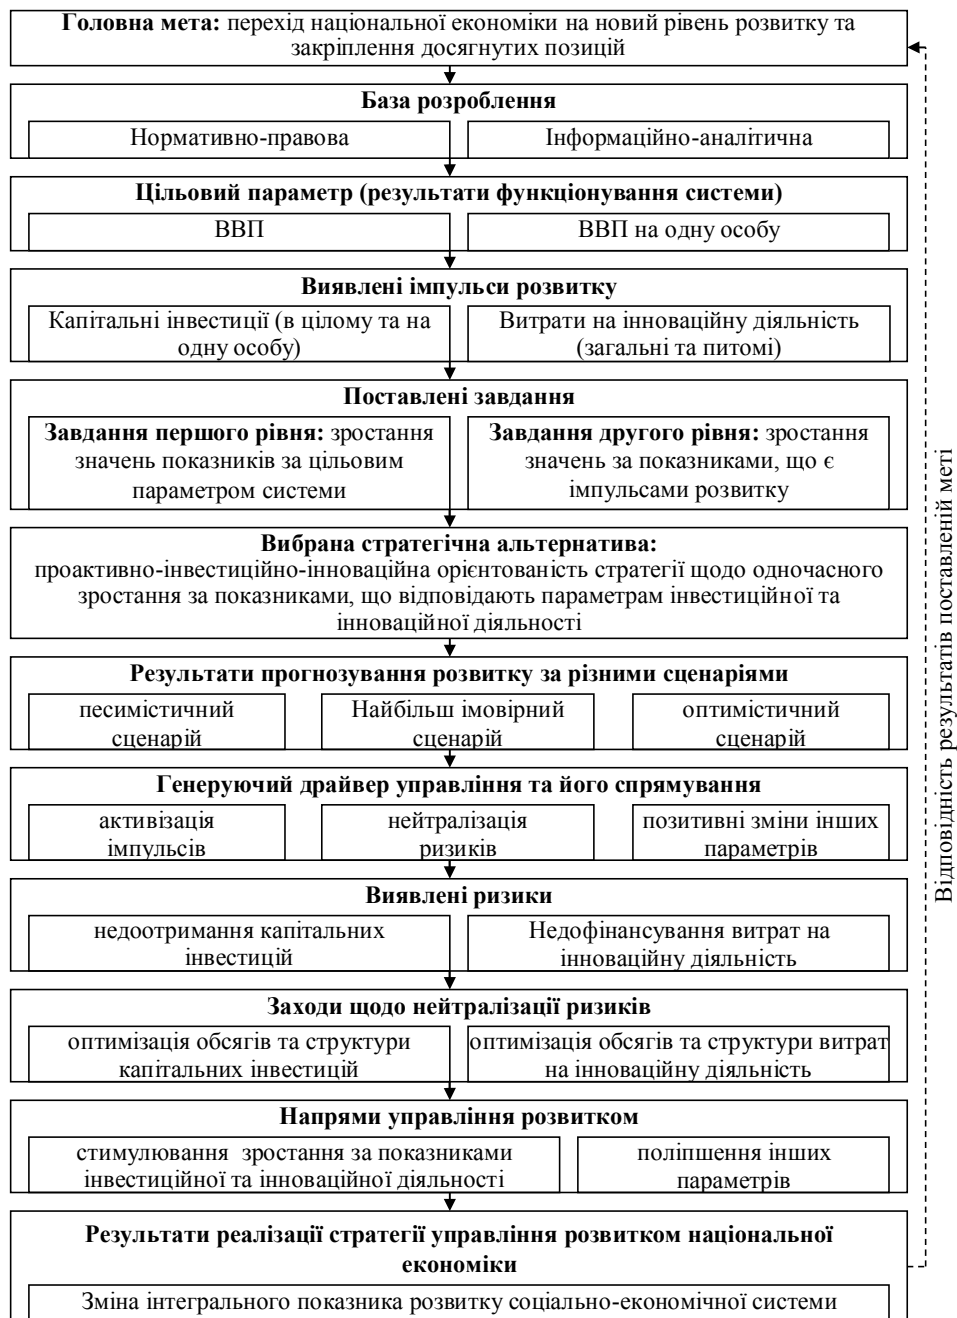 Головна мета: перехід національної економіки на новий рівень розвитку та
закріплення досягнутих позицій
База розроблення
Нормативно-правова
Інформаційно-аналітична
Цільовий параметр (результати функціонування системи)
ВВП
ВВП на одну особу
Виявлені імпульси розвитку
Капітальні інвестиції (в цілому та на
одну особу)
Витрати на інноваційну діяльність
(загальні та питомі)
Поставлені завдання
Завдання першого рівня: зростання
значень показників за цільовим
параметром системи
Завдання другого рівня: зростання
значень за показниками, що є
імпульсами розвитку
Вибрана стратегічна альтернатива:
проактивно-інвестиційно-інноваційна орієнтованість стратегії щодо одночасного
зростання за показниками, що відповідають параметрам інвестиційної та
інноваційної діяльності
Результати прогнозування розвитку за різними сценаріями
песимістичний
сценарій
Найбільш імовірний
сценарій
оптимістичний
сценарій
Генеруючий драйвер управління та його спрямування
активізація
імпульсів
нейтралізація
ризиків
позитивні зміни інших
параметрів
Виявлені ризики
недоотримання капітальних
інвестицій
Недофінансування витрат на
інноваційну діяльність
Заходи щодо нейтралізації ризиків
оптимізація обсягів та структури
капітальних інвестицій
оптимізація обсягів та структури витрат
на інноваційну діяльність
Напрями управління розвитком
стимулювання зростання за показниками
інвестиційної та інноваційної діяльності
поліпшення інших
параметрів
Результати реалізації стратегії управління розвитком національної
економіки
Зміна інтегрального показника розвитку соціально-економічної системи
Відповідність результатів поставленій меті